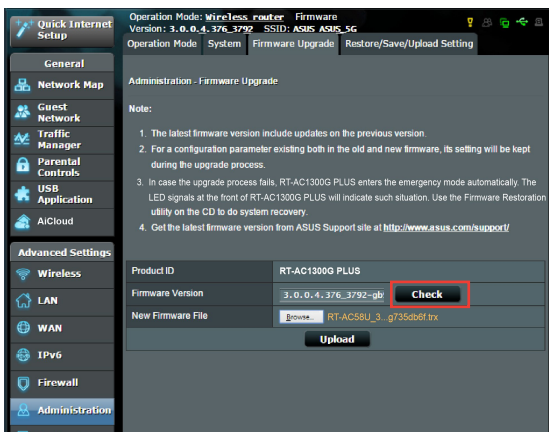 Quick Internet
Setup
Operation Mode: Wireless router Firmware
Version: 3.0.0.4.376_3792 SSID: ASUS ASUS_5G
Operation Mode System Firmware Upgrade Restore/Save/Upload Setting
General
Network Map
Guest
Network
Traffic
Manager
Parental
Controls
USB
Application
AiCloud
Advanced Settings
Wireless
LAN
WAN
IPv6
Firewall
Administration
Administration - Firmware Upgrade
Note:
1. The latest firmware version include updates on the previous version.
2. For a configuration parameter existing both in the old and new firmware, its setting will be kept
during the upgrade process.
3. In case the upgrade process fails, RT-AC1300G PLUS enters the emergency mode automatically. The
LED signals at the front of RT-AC1300G PLUS will indicate such situation. Use the Firmware Restoration
utility on the CD to do system recovery.
4. Get the latest firmware version from ASUS Support site at http://www.asus.com/support/
Product ID RT-AC1300G PLUS
Firmware Version 3.0.0.4.376_3792-gb Check
New Firmware File Browse... RT-AC58U_3...g735db6f.trx
Upload